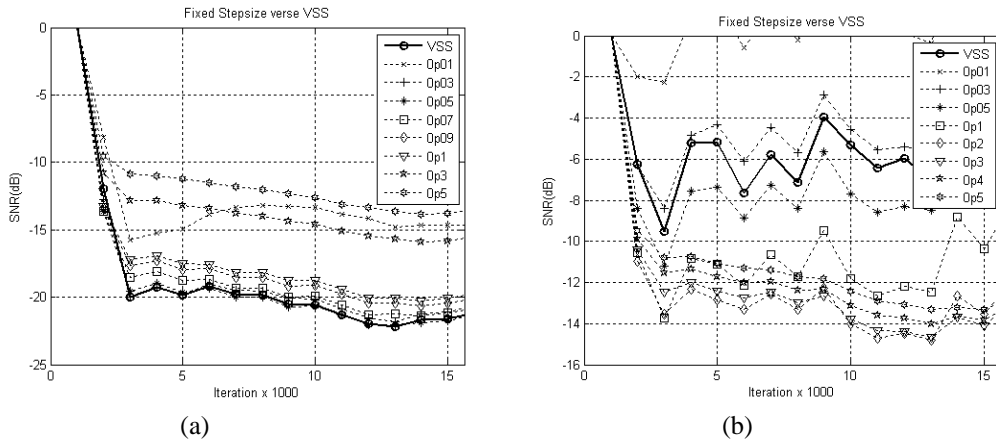 Fixed Stepsize verse VSS
SNR(dB)
0
-5
-10
-15
-20
-25
0
5
10
15
Iteration x 1000
VSS
0p01
0p03
0p05
0p07
0p09
0p1
0p3
0p5
(a)
Fixed Stepsize verse VSS
SNR(dB)
0
-2
-4
-6
-8
-10
-12
-14
-16
0
5
10
15
Iteration x 1000
VSS
0p01
0p03
0p05
0p1
0p2
0p3
0p4
0p5
(b)